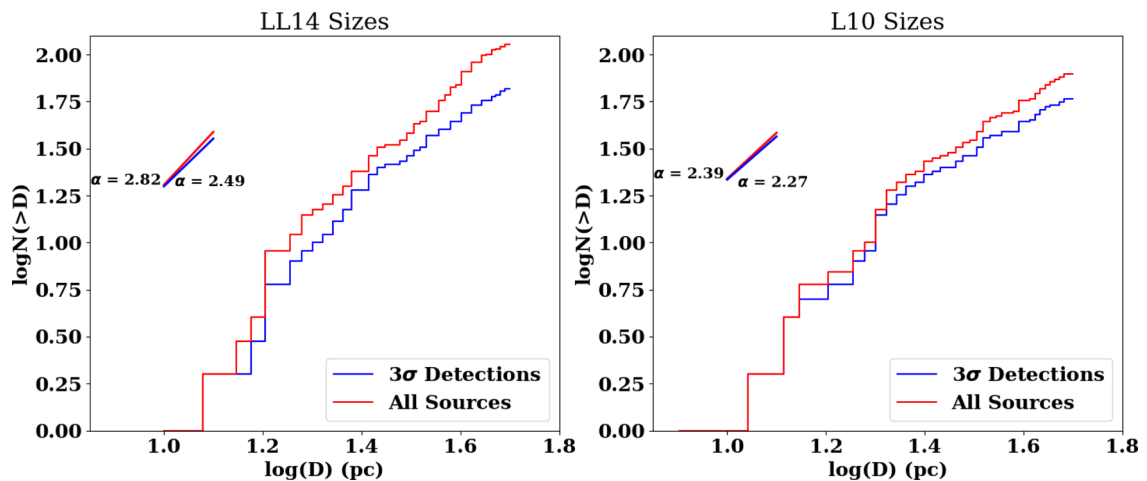 LL14 Sizes
logN(>D)
2.00
1.75
1.50
1.25
1.00
0.75
0.50
0.25
0.00
α = 2.82
α = 2.49
3σ Detections
All Sources
1.0
1.2
1.4
1.6
1.8
log(D) (pc)
L10 Sizes
logN(>D)
2.00
1.75
1.50
1.25
1.00
0.75
0.50
0.25
0.00
α = 2.39
α = 2.27
3σ Detections
All Sources
1.0
1.2
1.4
1.6
1.8
log(D) (pc)